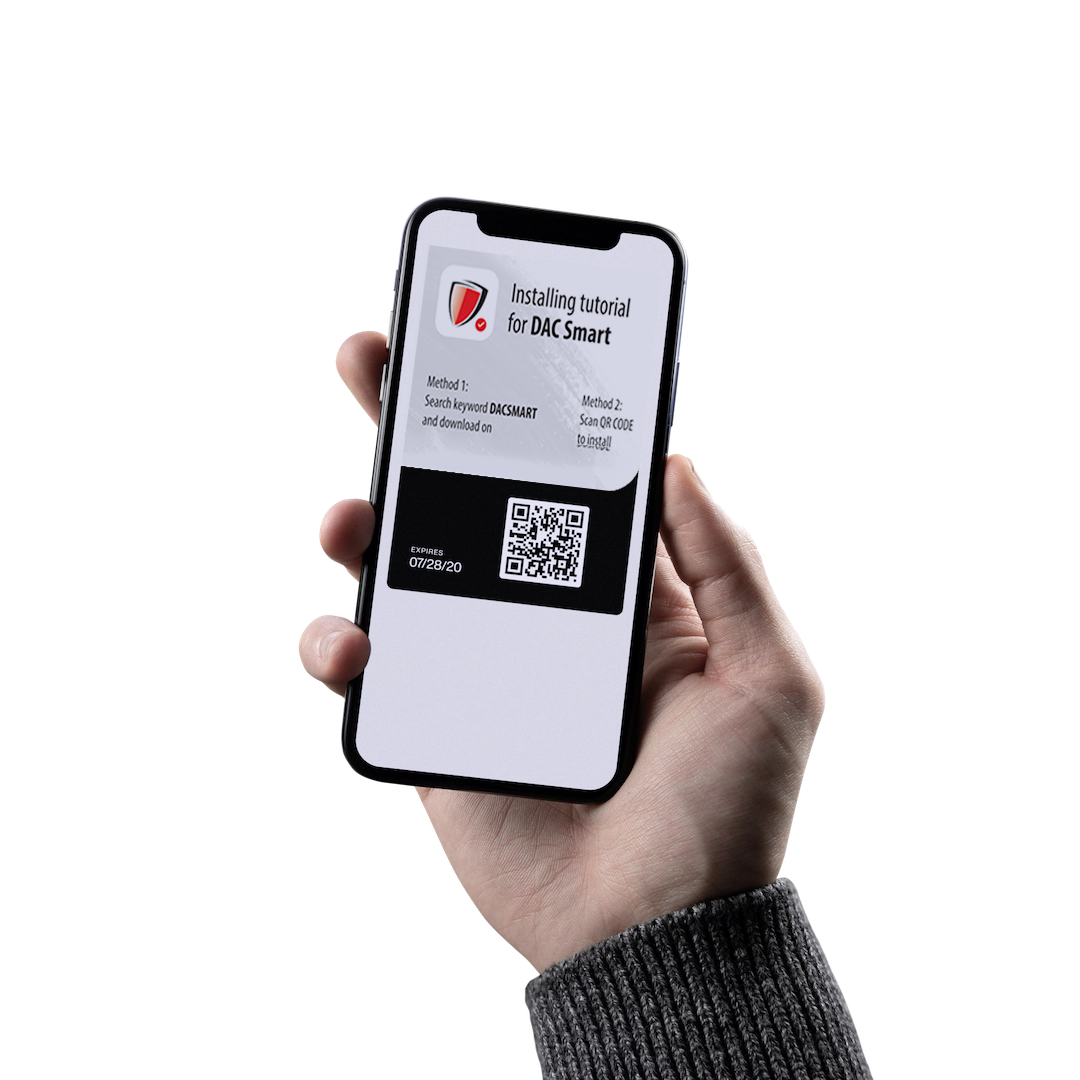 Installing tutorial
for DAC Smart
Method 1:
Search keyword DACSMART
and download on
Method 2:
Scan QR CODE
to install
EXPIRES
07/28/20